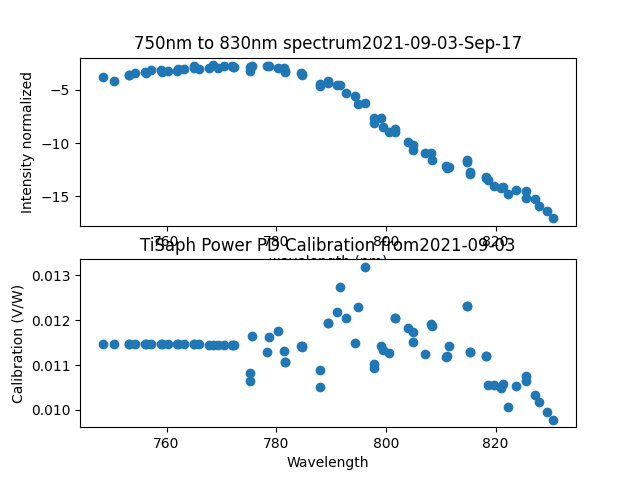 750nm to 830nm spectrum2021-09-03-Sep-17
Intensity normalized
−5
−10
−15
760 780 800 820
wavelength (nm)
TiSaph Power PD Calibration from2021-09-03
Calibration (V/W)
0.013
0.012
0.011
0.010
760 780 800 820
Wavelength